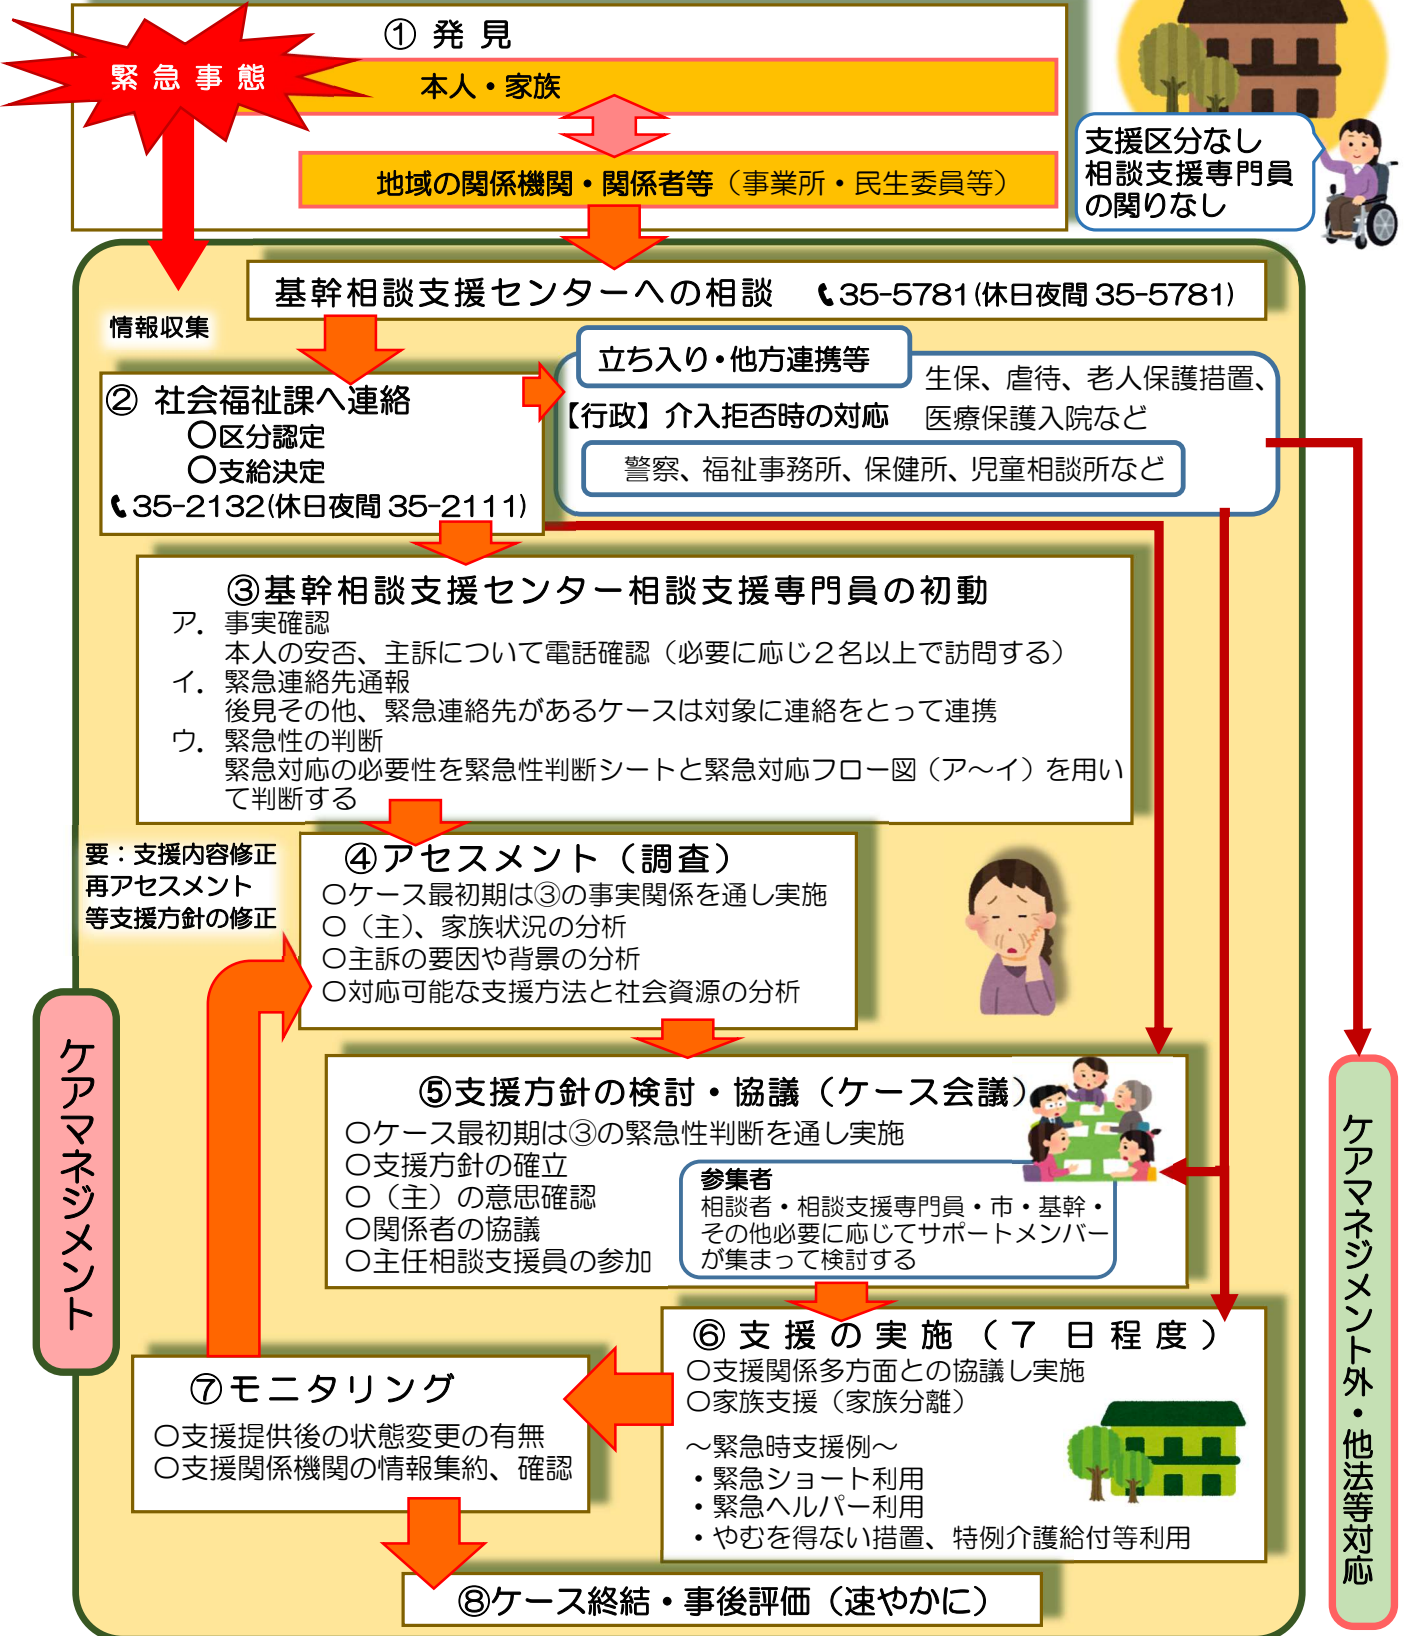 ① 発 見
緊 急 事 態
本人・家族
地域の関係機関・関係者等（事業所・民生委員等）
支援区分なし
相談支援専門員
の関りなし
基幹相談支援センターへの相談 35-5781(休日夜間 35-5781)
情報収集
② 社会福祉課へ連絡
〇区分認定
〇支給決定
35-2132(休日夜間 35-2111)
立ち入り・他方連携等
生保、虐待、老人保護措置、
医療保護入院など
【行政】介入拒否時の対応
警察、福祉事務所、保健所、児童相談所など
③基幹相談支援センター相談支援専門員の初動
ア．事実確認
本人の安否、主訴について電話確認（必要に応じ２名以上で訪問する）
イ．緊急連絡先通報
後見その他、緊急連絡先があるケースは対象に連絡をとって連携
ウ．緊急性の判断
緊急対応の必要性を緊急性判断シートと緊急対応フロー図（ア～イ）を用い
て判断する
要：支援内容修正
再アセスメント
等支援方針の修正
④アセスメント（調査）
〇ケース最初期は③の事実関係を通し実施
〇（主）、家族状況の分析
〇主訴の要因や背景の分析
〇対応可能な支援方法と社会資源の分析
ケアマネジメント
⑤支援方針の検討・協議（ケース会議）
〇ケース最初期は③の緊急性判断を通し実施
〇支援方針の確立
〇（主）の意思確認
〇関係者の協議
〇主任相談支援員の参加
参集者
相談者・相談支援専門員・市・基幹・
その他必要に応じてサポートメンバー
が集まって検討する
ケアマネジメント外・他法等対応
⑥ 支 援 の 実 施 （ ７ 日 程 度 ）
〇支援関係多方面との協議し実施
〇家族支援（家族分離）
～緊急時支援例～
・緊急ショート利用
・緊急ヘルパー利用
・やむを得ない措置、特例介護給付等利用
⑦モニタリング
〇支援提供後の状態変更の有無
〇支援関係機関の情報集約、確認
⑧ケース終結・事後評価（速やかに）